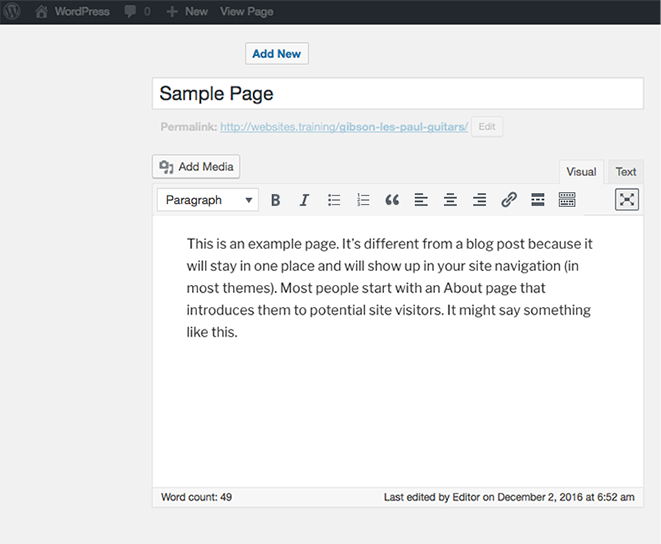 WordPress 0 New View Page
Add New
Sample Page
Permalink: http://websites.training/gibson-les-paul-guitars/ Edit
Add Media
Visual Text
Paragraph B I
This is an example page. It's different from a blog post because it
will stay in one place and will show up in your site navigation (in
most themes). Most people start with an About page that
introduces them to potential site visitors. It might say something
like this.
Word count: 49 Last edited by Editor on December 2, 2016 at 6:52 am